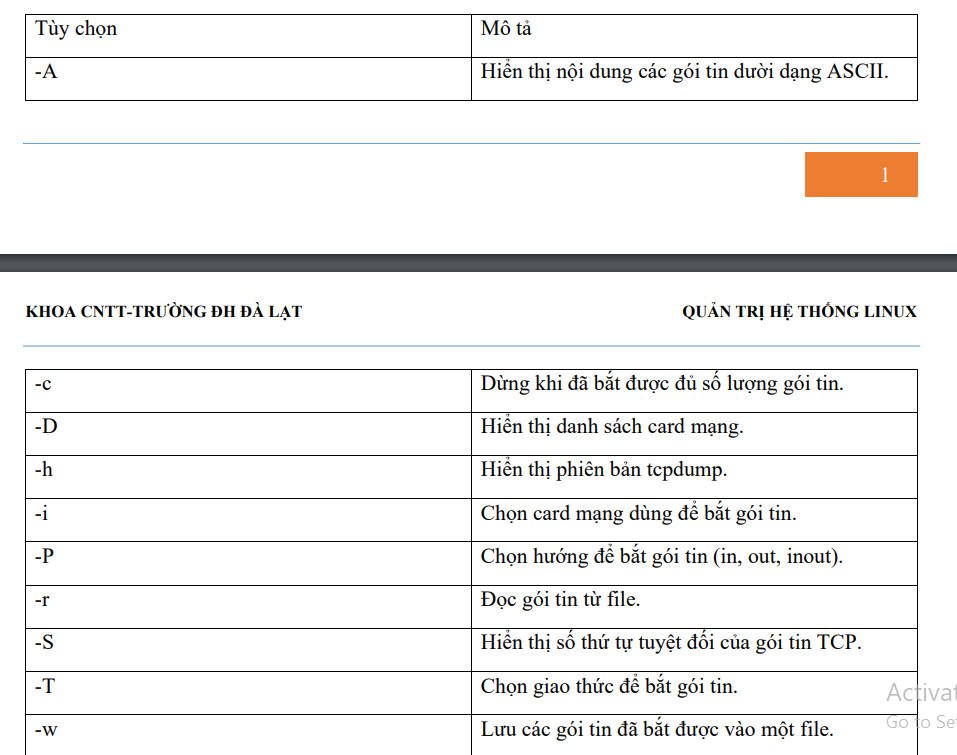 Tùy chọn Mô tả
-A Hiển thị nội dung các gói tin dưới dạng ASCII.
1
KHOA CNTT-TRƯỜNG ĐH ĐÀ LẠT QUẢN TRỊ HỆ THỐNG LINUX
-c Dừng khi đã bắt được đủ số lượng gói tin.
-D Hiển thị danh sách card mạng.
-h Hiển thị phiên bản tcpdump.
-i Chọn card mạng dùng để bắt gói tin.
-P Chọn hướng để bắt gói tin (in, out, inout).
-r Đọc gói tin từ file.
-S Hiển thị số thứ tự tuyệt đối của gói tin TCP.
-T Chọn giao thức để bắt gói tin.
-w Lưu các gói tin đã bắt được vào một file.
Activat
Go to Se